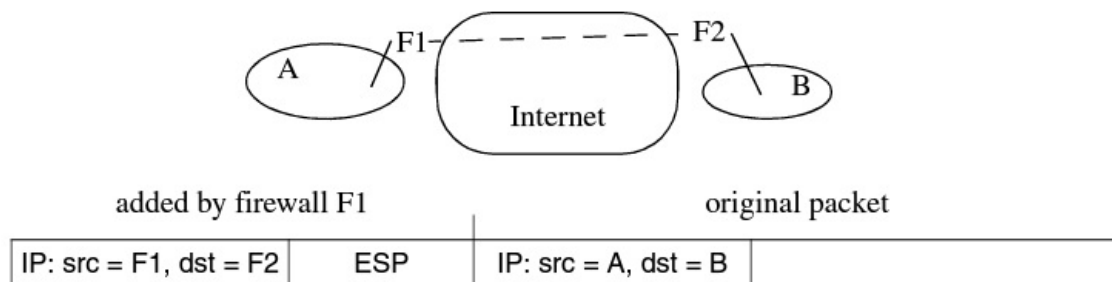 F1
F2
A
B
Internet
added by firewall F1
original packet
IP: src = F1, dst = F2
ESP
IP: src = A, dst = B